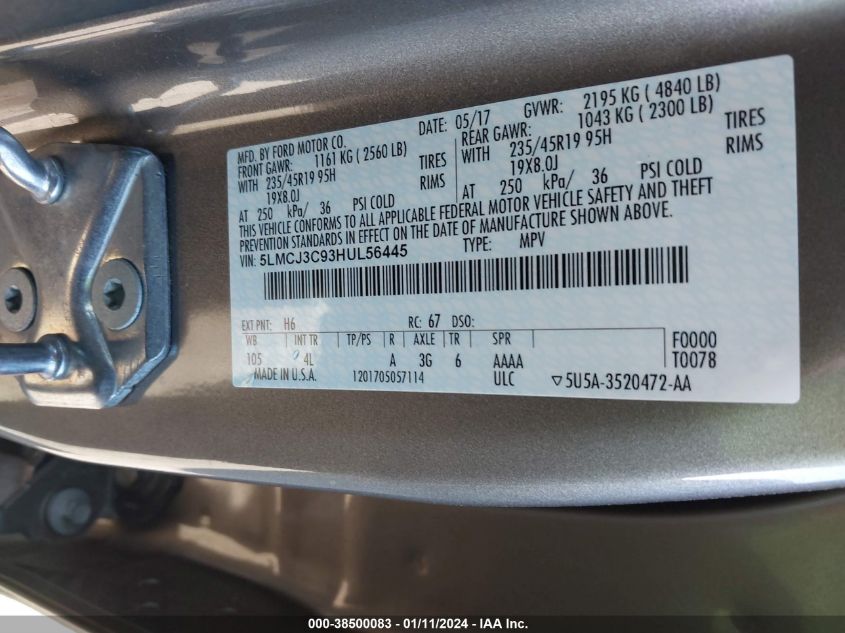 MFD. BY FORD MOTOR CO.
DATE: 05/17 GVWR: 2195 KG ( 4840 LB)
FRONT GAWR: 1161 KG ( 2560 LB)
REAR GAWR: 1043 KG ( 2300 LB)
WITH 235/45R19 95H TIRES
WITH 235/45R19 95H TIRES
19X8.0J RIMS
19X8.0J RIMS
AT 250 kPa/ 36 PSI COLD
AT 250 kPa/ 36 PSI COLD
THIS VEHICLE CONFORMS TO ALL APPLICABLE FEDERAL MOTOR VEHICLE SAFETY AND THEFT
PREVENTION STANDARDS IN EFFECT ON THE DATE OF MANUFACTURE SHOWN ABOVE.
VIN: 5LMCJ3C93HUL56445 TYPE: MPV
EXT PNT: H6 RC: 67 DSO:
WB INT TR TP/PS R AXLE TR SPR F0000
105 4L A 3G 6 AAAA T0078
MADE IN U.S.A. 1201705057114 ULC 5U5A-3520472-AA
000-38500083 - 01/11/2024 - IAA Inc.